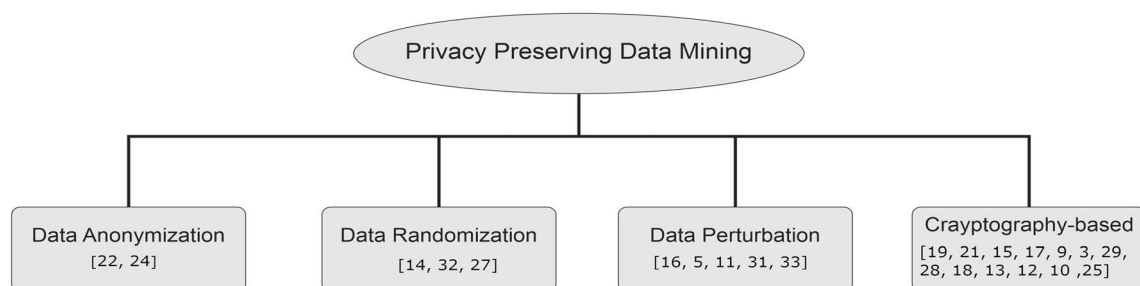 Privacy Preserving Data Mining
Data Anonymization
[22, 24]
Data Randomization
[14, 32, 27]
Data Perturbation
[16, 5, 11, 31, 33]
Crayptography-based
[19, 21, 15, 17, 9, 3, 29,
28, 18, 13, 12, 10 ,25]